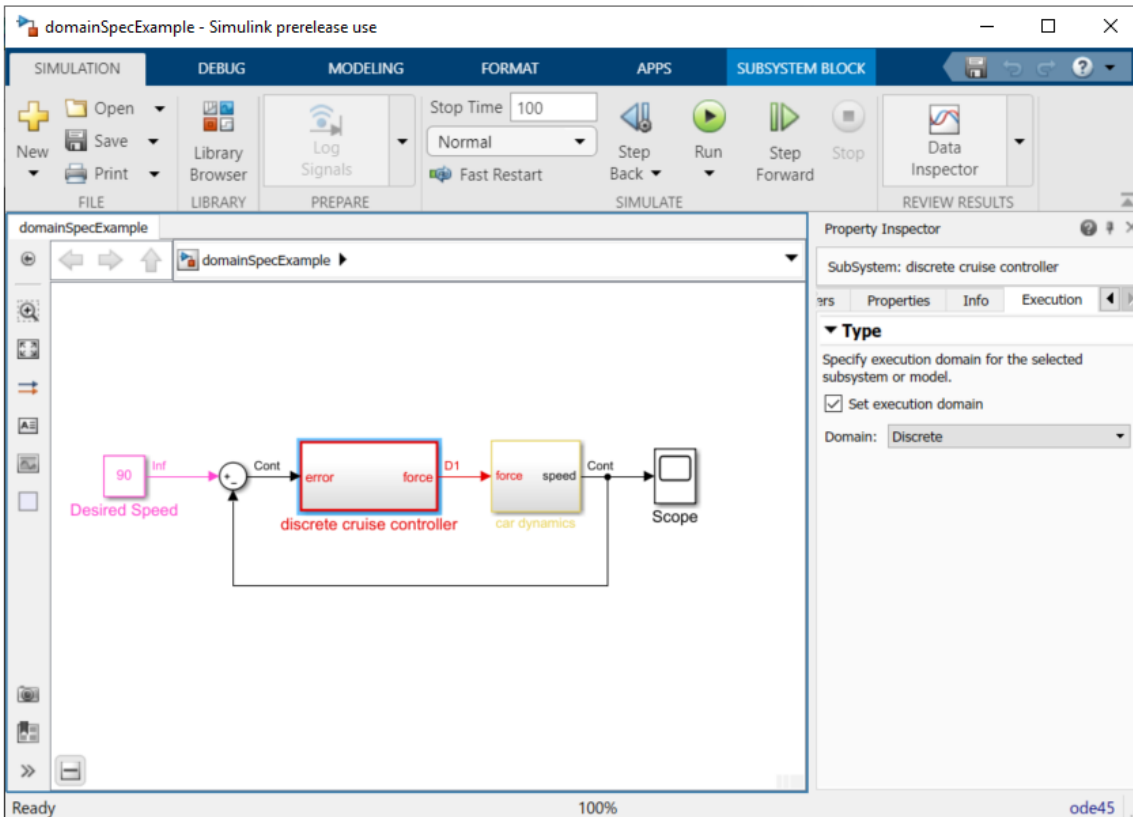 domainSpecExample - Simulink prerelease use
SIMULATION DEBUG MODELING FORMAT APPS SUBSYSTEM BLOCK
New
Open
Save
Print
FILE
Library
Browser
LIBRARY
Log
Signals
PREPARE
Stop Time 100
Normal
Fast Restart
Step
Back
Run
Step
Forward
Stop
SIMULATE
Data
Inspector
REVIEW RESULTS
domainSpecExample
domainSpecExample
90
Inf
Desired Speed
Cont
error force
discrete cruise controller
D1
force speed
car dynamics
Cont
Scope
Property Inspector
SubSystem: discrete cruise controller
ers Properties Info Execution
Type
Specify execution domain for the selected
subsystem or model.
Set execution domain
Domain: Discrete
Ready 100% ode45